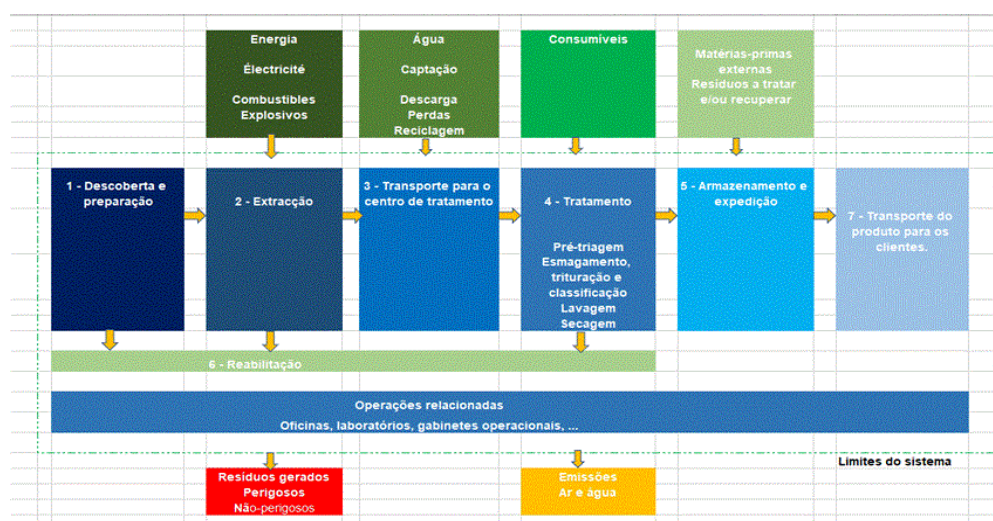 Energia
Électricité
Combustibles
Explosivos
Água
Captação
Descarga
Perdas
Reciclagem
Consumíveis
Matérias-primas
externas
Resíduos a tratar
e/ou recuperar
1 - Descoberta e
preparação
2 - Extracção
3 - Transporte para o
centro de tratamento
4 - Tratamento
Pré-triagem
Esmagamento,
trituração e
classificação
Lavagem
Secagem
5 - Armazenamento e
expedição
7 - Transporte do
produto para os
clientes.
6 - Reabilitação
Operações relacionadas
Oficinas, laboratórios, gabinetes operacionais, ...
Limites do sistema
Resíduos gerados
Perigosos
Não-perigosos
Emissões
Ar e água